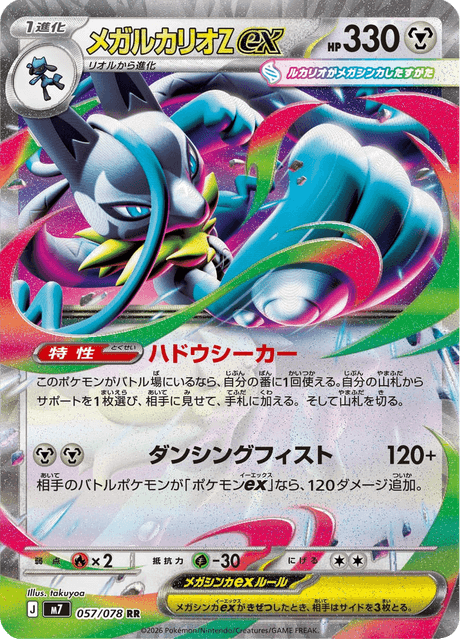 1進化
メガルカリオZex
HP 330
リオルから進化
ルカリオがメガシンカしたすがた
特性 とくせい ハドウシーカー
このポケモンがバトル場にいるなら、自分の番に1回使える。自分の山札から
サポートを1枚選び、相手に見せて、手札に加える。そして山札を切る。
ダンシングフィスト 120+
相手のバトルポケモンが「ポケモンex」なら、120ダメージ追加。
弱点 ×2 抵抗力 -30 にげる
Illus. takuyoa
メガシンカexルール
J M7 057/078 RR
メガシンカexがきぜつしたとき、相手はサイドを3枚とる。
©2026 Pokémon/Nintendo/Creatures/GAME FREAK.